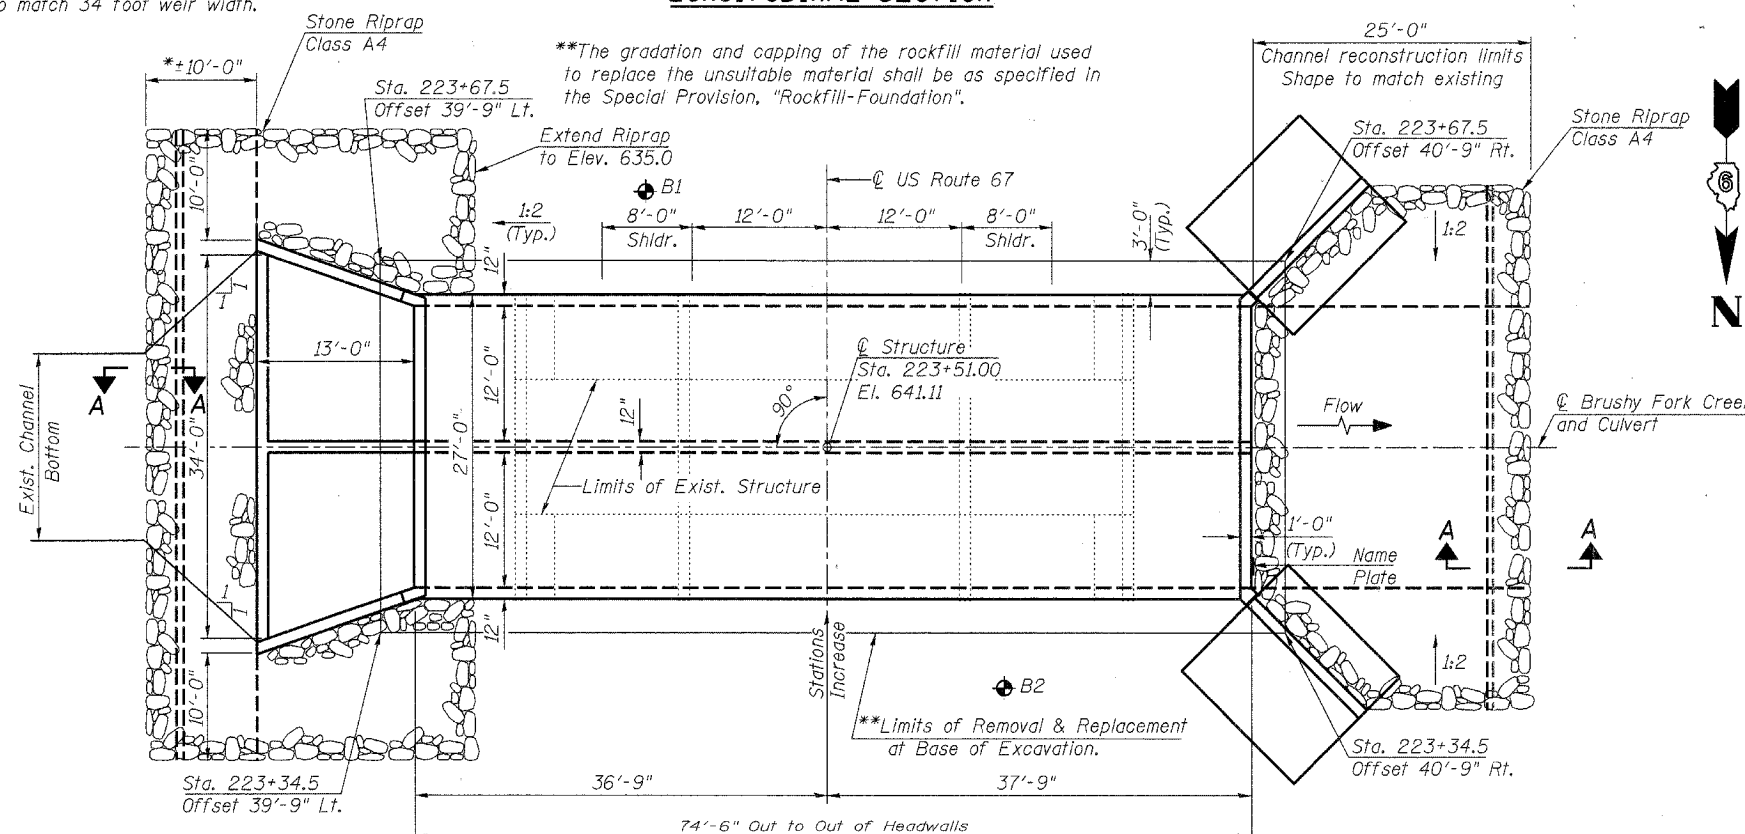 to match 34 foot weir width.
LONGITUDINAL SECTION
Stone Riprap
Class A4
*±10'-0"
**The gradation and capping of the rockfill material used
to replace the unsuitable material shall be as specified in
the Special Provision, "Rockfill-Foundation".
25'-0"
Channel reconstruction limits
Shape to match existing
Sta. 223+67.5
Offset 39'-9" Lt.
Extend Riprap
to Elev. 635.0
B1
℄ US Route 67
Sta. 223+67.5
Offset 40'-9" Rt.
Stone Riprap
Class A4
6
N
10'-0"
1:2
(Typ.)
8'-0"
Shldr.
12'-0"
12'-0"
8'-0"
Shldr.
3'-0"
(Typ.)
1:2
12"
1
1
13'-0"
12'-0"
℄ Structure
Sta. 223+51.00
El. 641.11
90°
12"
A
A
Exist. Channel
Bottom
34'-0"
27'-0"
Flow
℄ Brushy Fork Cree
and Culvert
Limits of Exist. Structure
12'-0"
1'-0"
(Typ.)
Name
Plate
A
A
1
1
12"
10'-0"
Stations
Increase
B2
1:2
**Limits of Removal & Replacement
at Base of Excavation.
Sta. 223+34.5
Offset 39'-9" Lt.
36'-9"
37'-9"
Sta. 223+34.5
Offset 40'-9" Rt.
74'-6" Out to Out of Headwalls